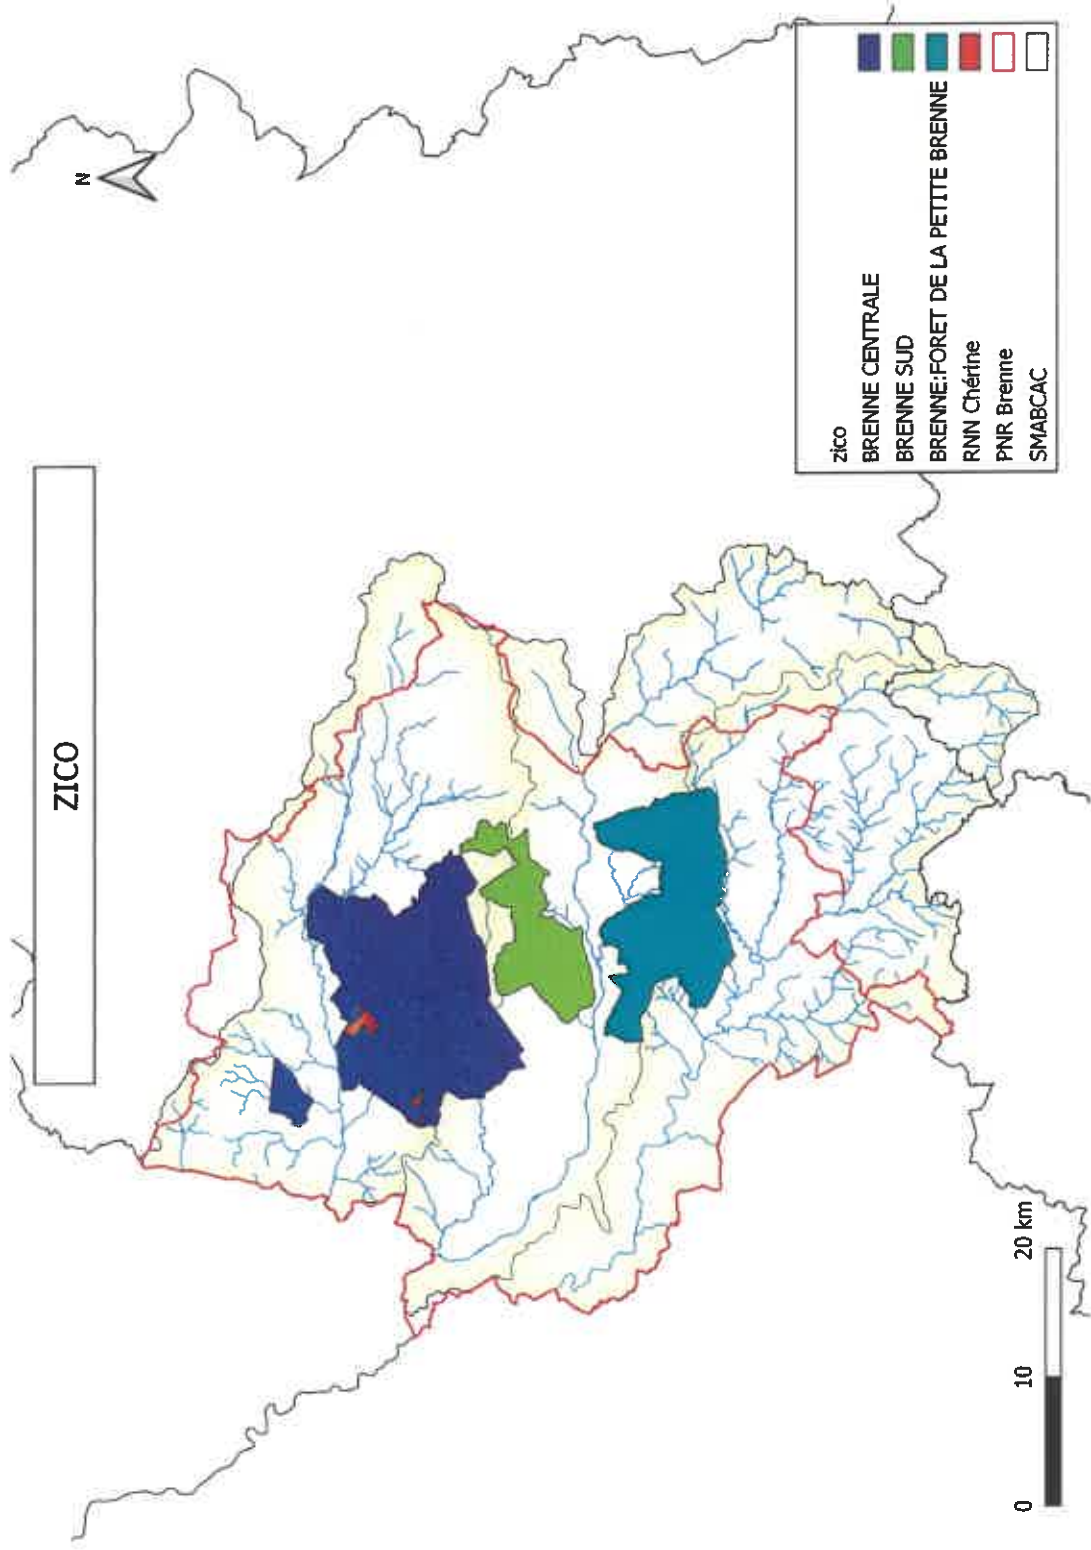 ZICO
N
zico
BRENNE CENTRALE
BRENNE SUD
BRENNE:FORET DE LA PETITE BRENNE
RNN Chérine
PNR Brenne
SMABCAC
0 10 20 km